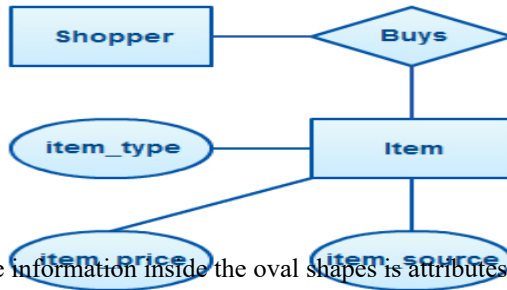 Shopper Buys
item_type Item
item_price item_source
e information inside the oval shapes is attributes